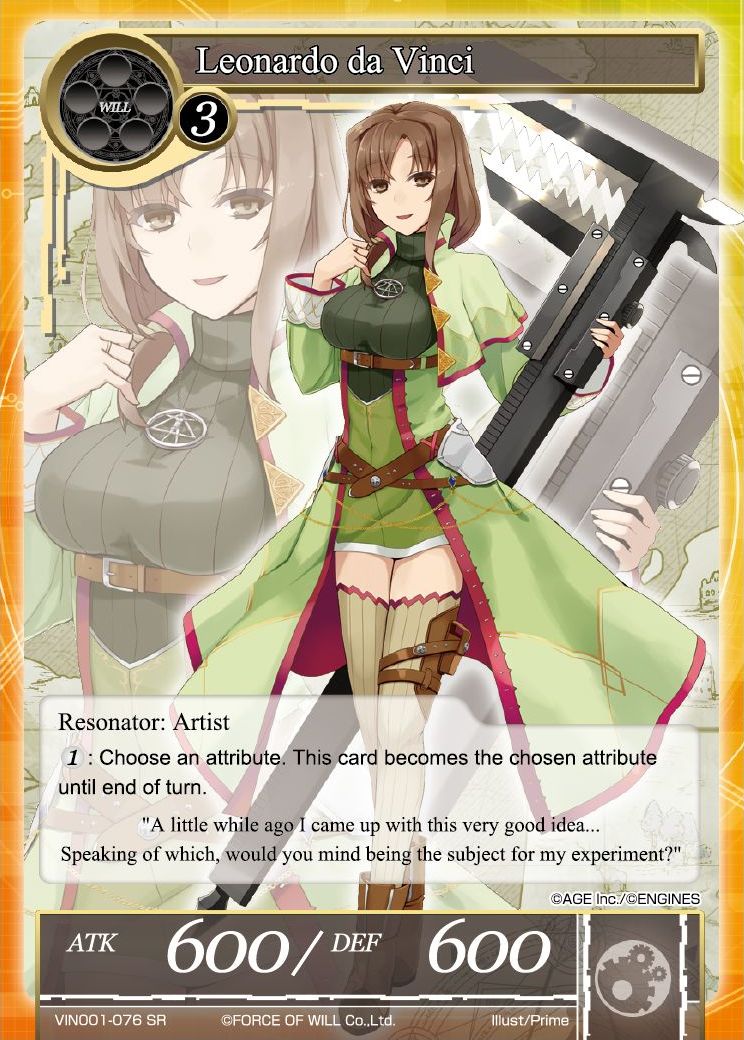 Leonardo da Vinci
WILL
3
Resonator: Artist
1 : Choose an attribute. This card becomes the chosen attribute
until end of turn.
"A little while ago I came up with this very good idea...
Speaking of which, would you mind being the subject for my experiment?"
©AGE Inc./©ENGINES
ATK 600/ DEF 600
VIN001-076 SR ©FORCE OF WILL Co.,Ltd. Illust/Prime